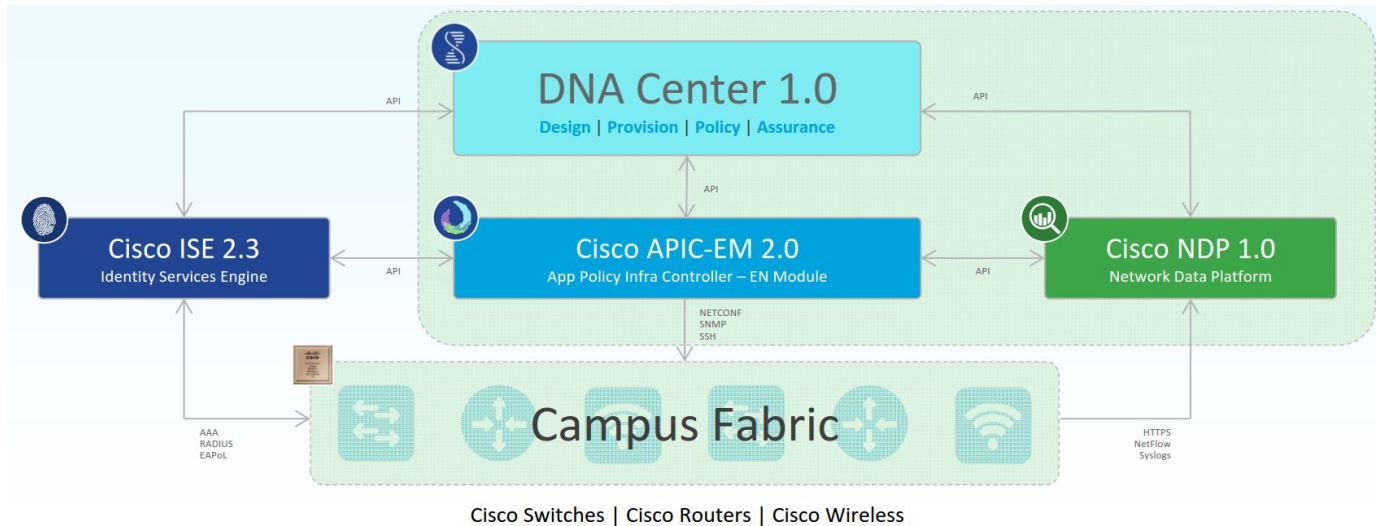 DNA Center 1.0
Design | Provision | Policy | Assurance
API
API
API
Cisco ISE 2.3
Identity Services Engine
API
Cisco APIC-EM 2.0
App Policy Infra Controller – EN Module
API
Cisco NDP 1.0
Network Data Platform
NETCONF
SNMP
SSH
Campus Fabric
AAA
RADIUS
EAPoL
HTTPS
NetFlow
Syslogs
Cisco Switches | Cisco Routers | Cisco Wireless